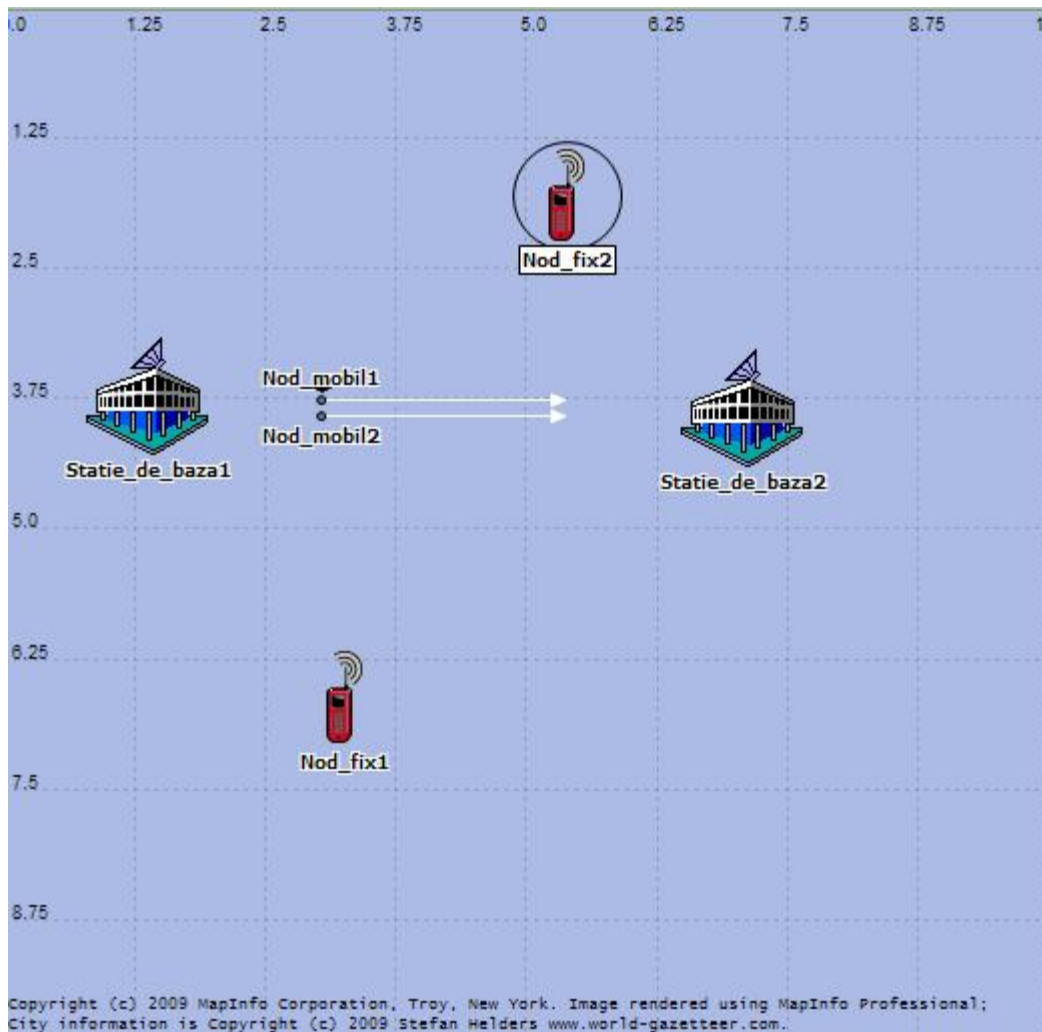 .0 1.25 2.5 3.75 5.0 6.25 7.5 8.75 1
1.25
Nod_fix2
2.5
Nod_mobil1
3.75
Nod_mobil2
Statie_de_baza1
Statie_de_baza2
5.0
6.25
Nod_fix1
7.5
8.75
Copyright (c) 2009 MapInfo Corporation, Troy, New York. Image rendered using MapInfo Professional;
City information is Copyright (c) 2009 Stefan Helders www.world-gazetteer.com.